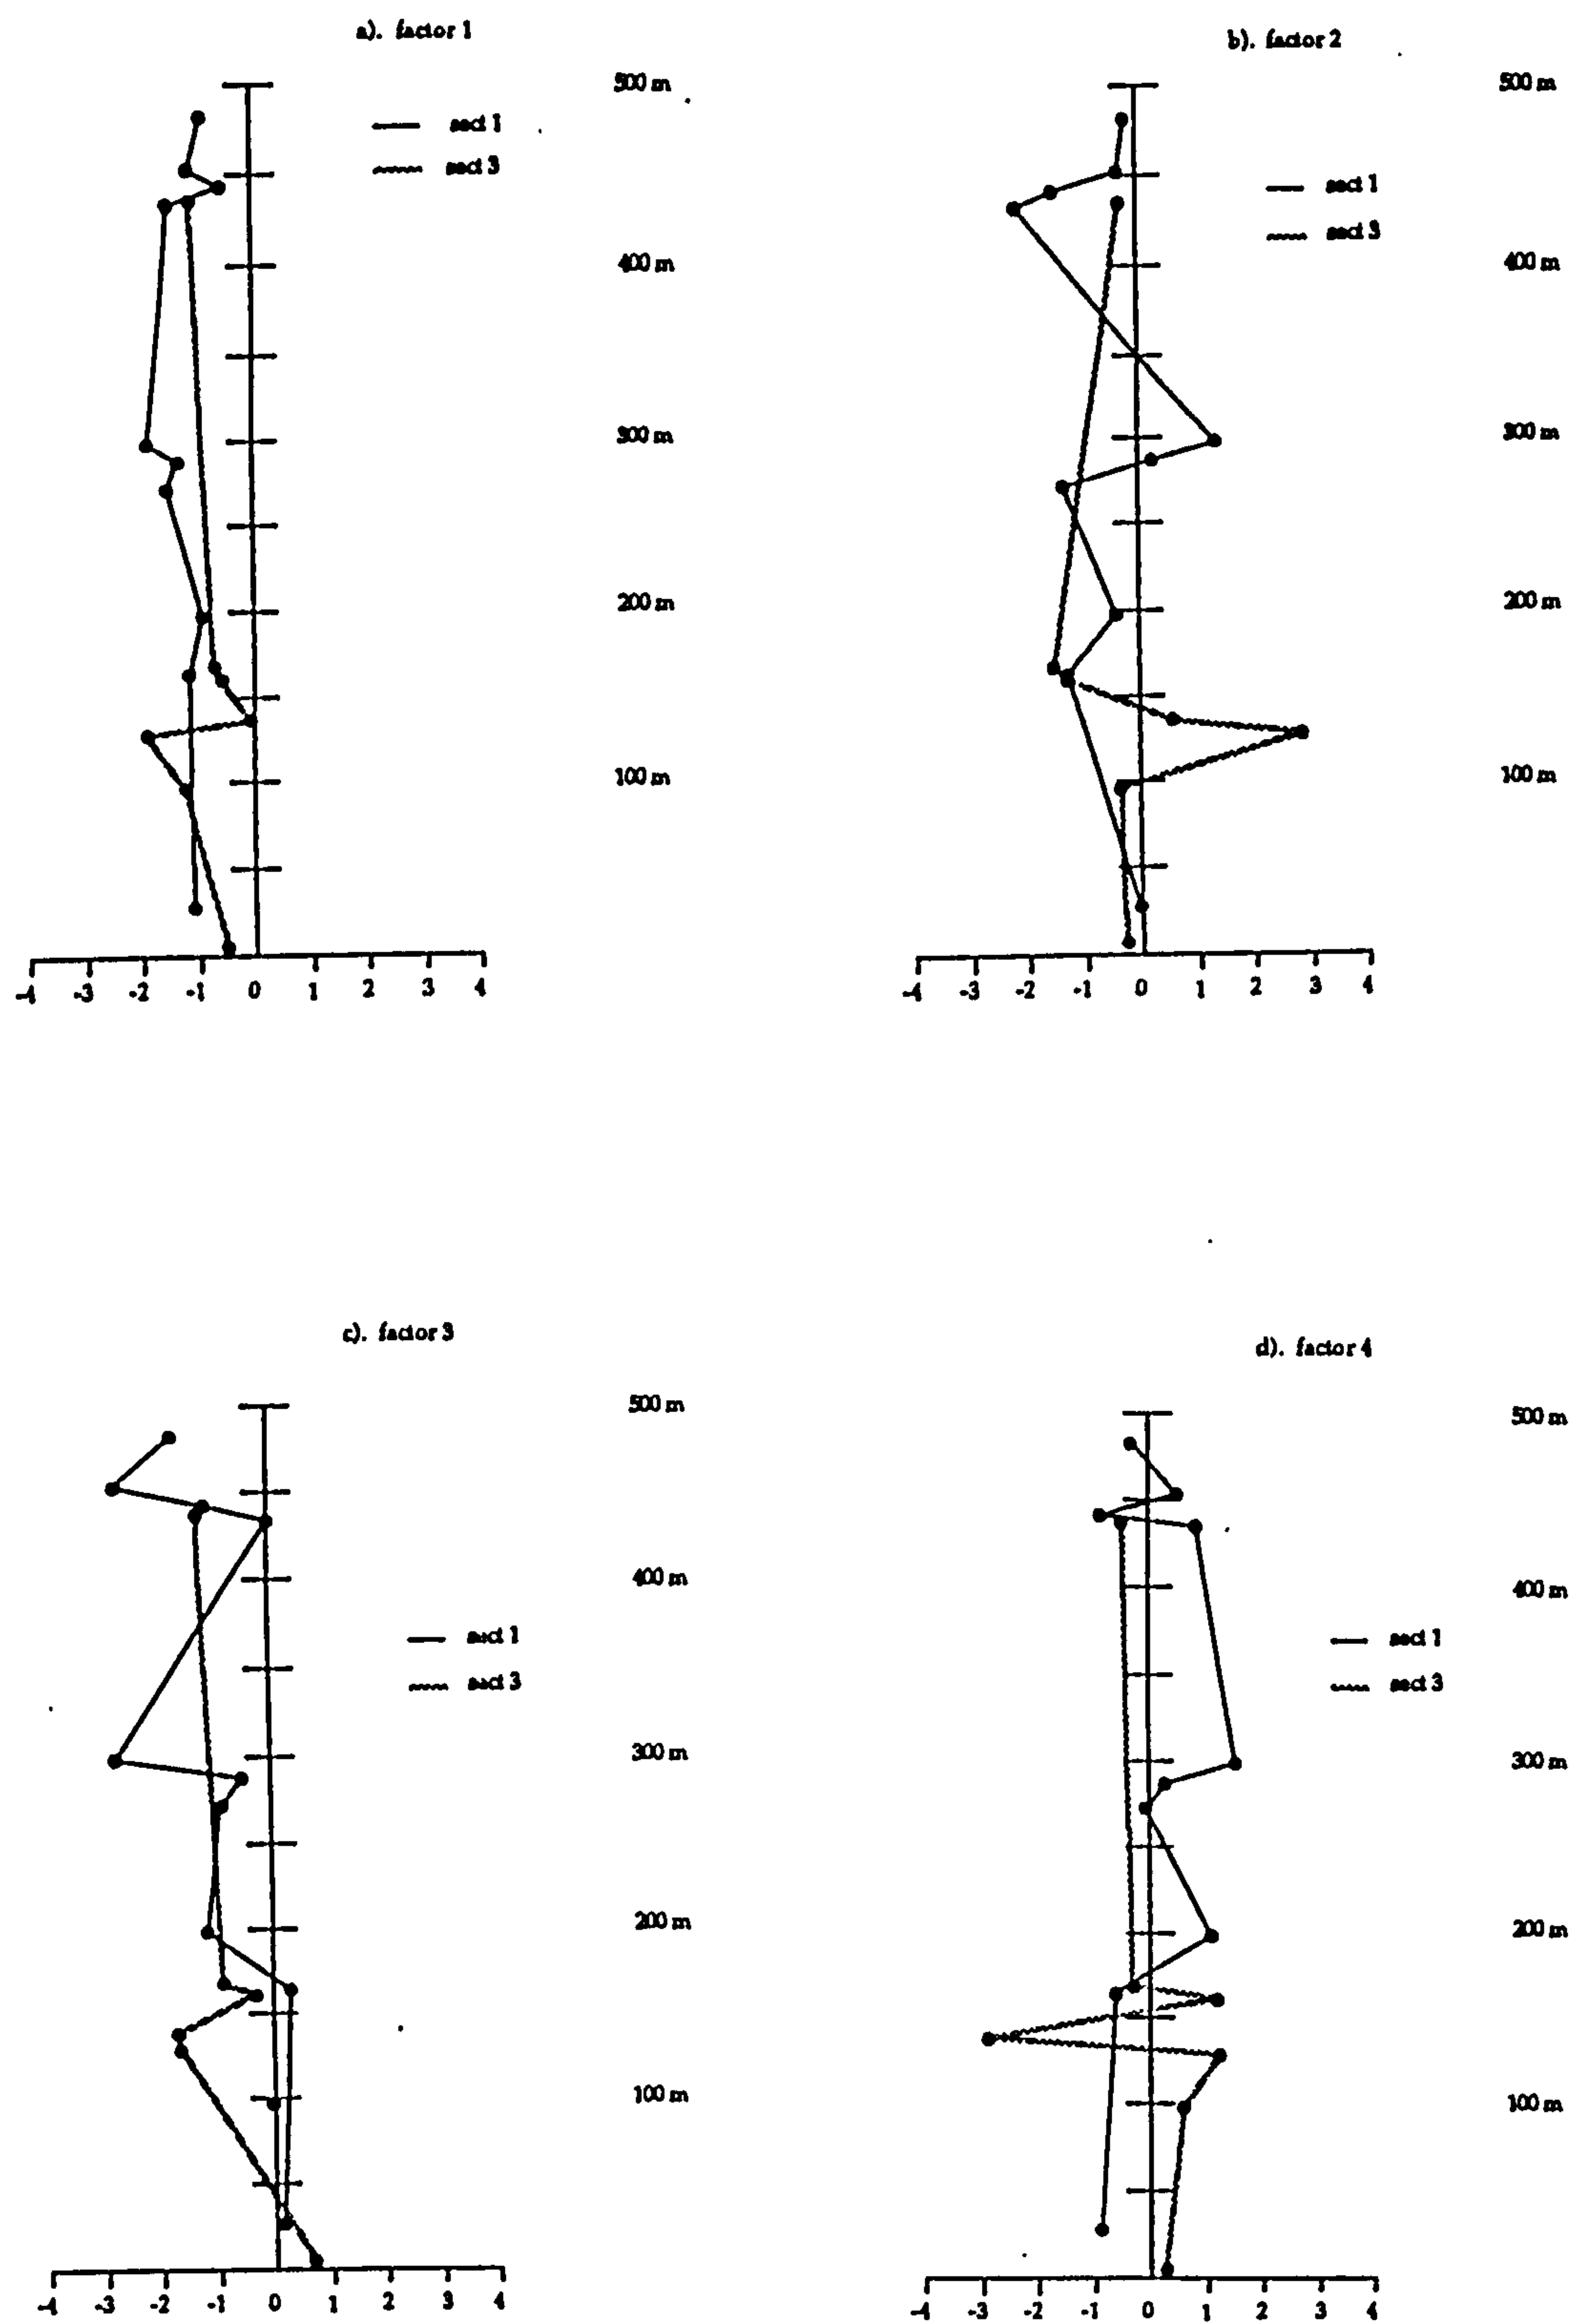 a). factor 1
500 m
sect 1
sect 3
400 m
300 m
200 m
100 m
-4 -3 -2 -1 0 1 2 3 4
b). factor 2
500 m
sect 1
sect 3
400 m
300 m
200 m
100 m
-4 -3 -2 -1 0 1 2 3 4
c). factor 3
500 m
400 m
sect 1
sect 3
300 m
200 m
100 m
-4 -3 -2 -1 0 1 2 3 4
d). factor 4
500 m
400 m
sect 1
sect 3
300 m
200 m
100 m
-4 -3 -2 -1 0 1 2 3 4